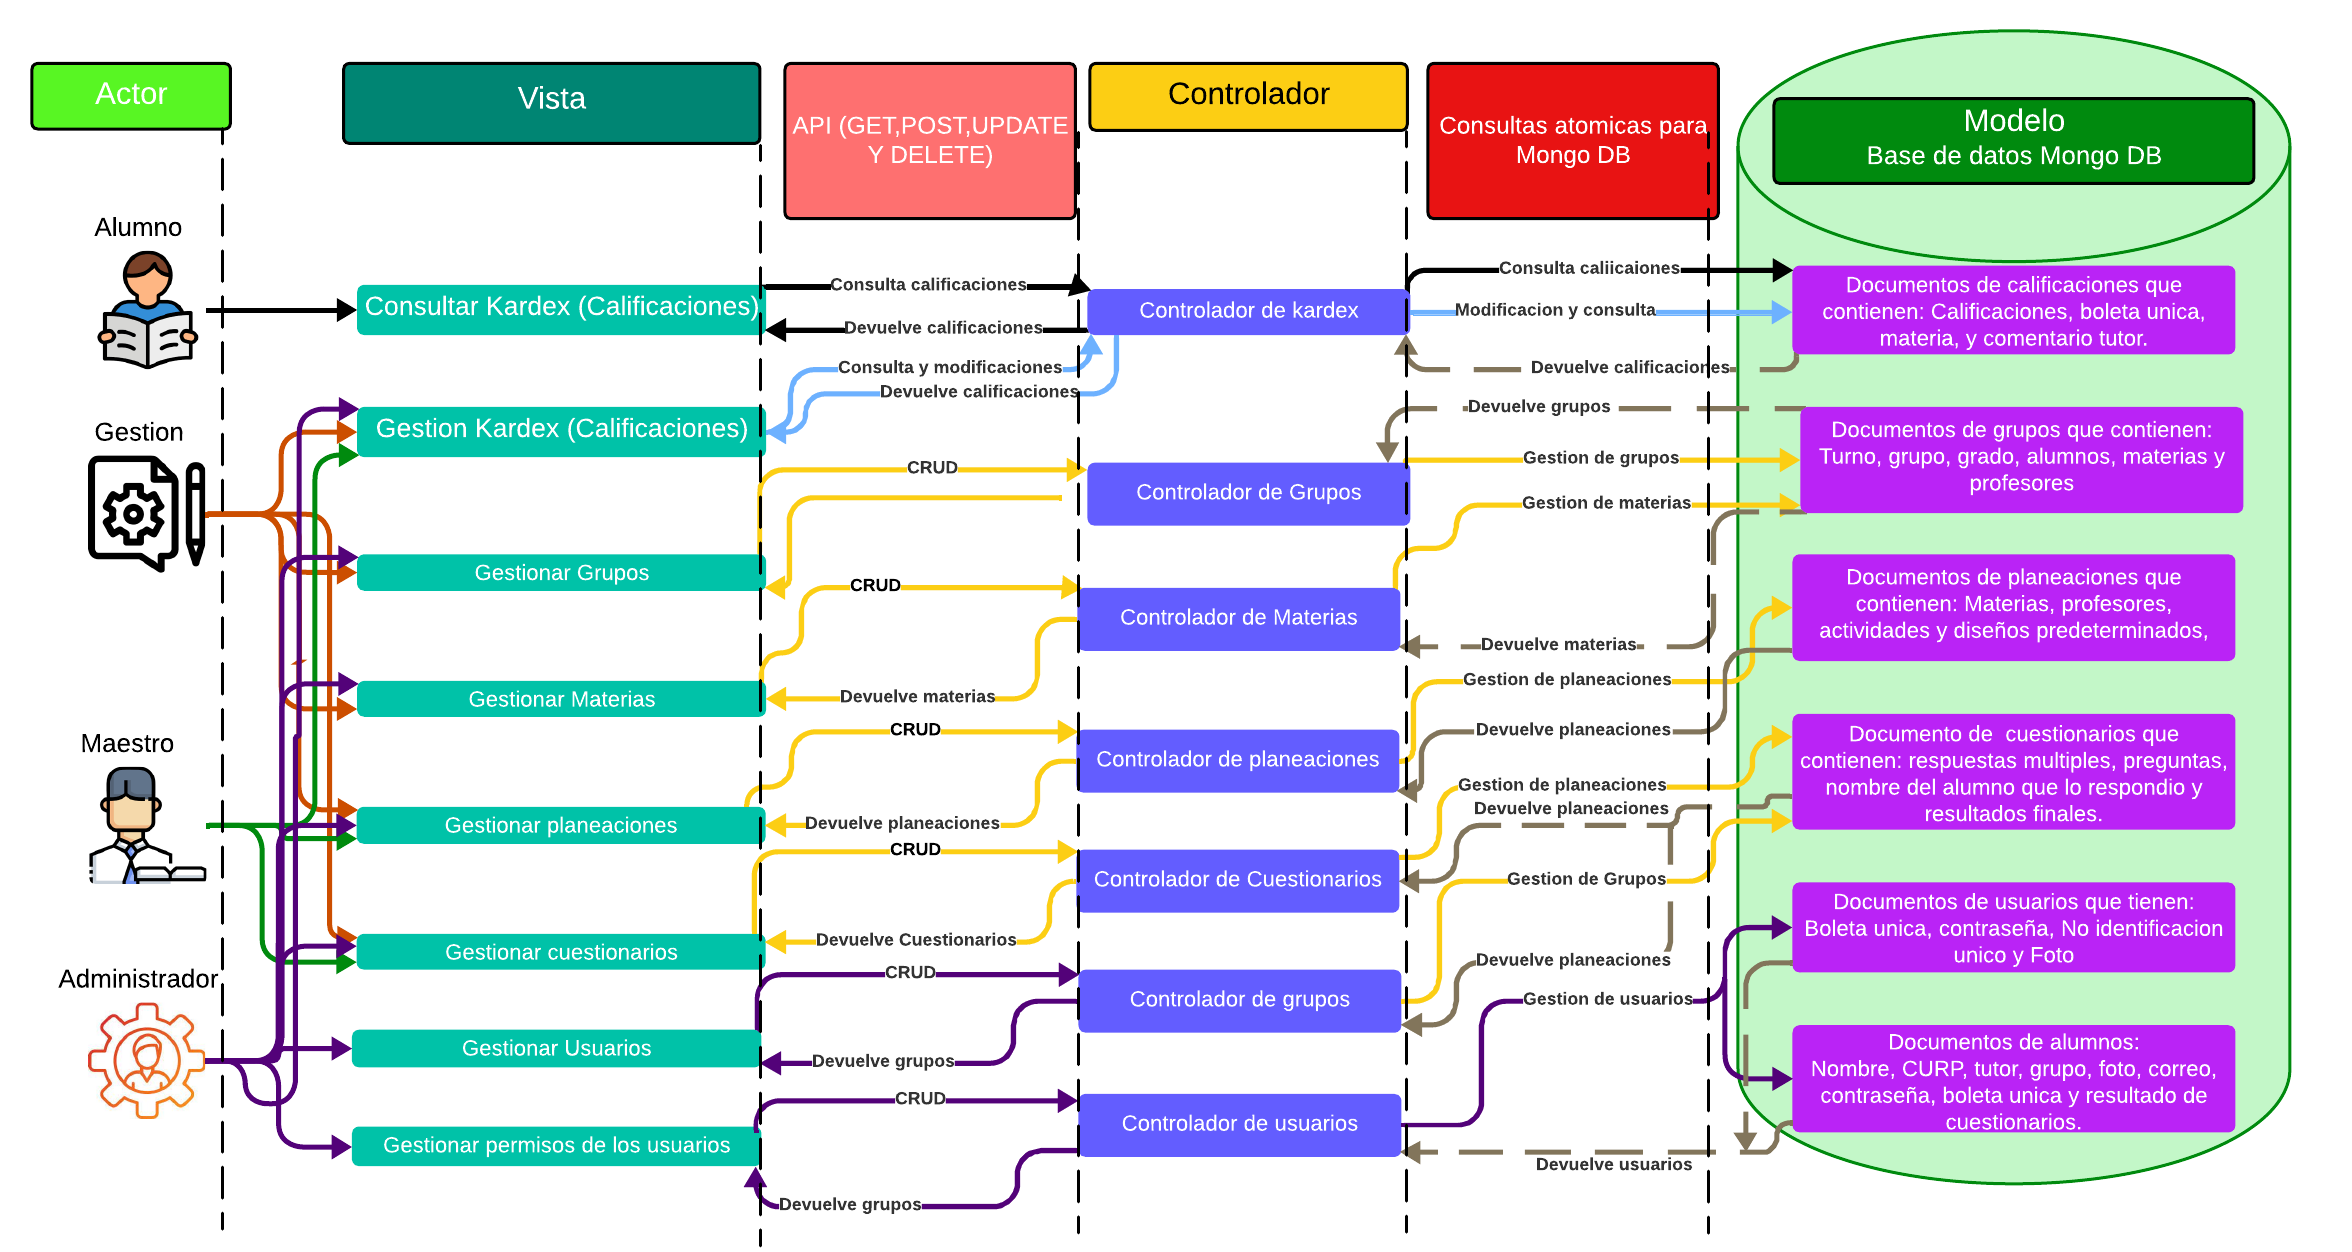 Actor
Vista
API (GET,POST,UPDATE
Y DELETE)
Controlador
Consultas atomicas para
Mongo DB
Modelo
Base de datos Mongo DB
Alumno
Gestion
Maestro
Administrador
Consultar Kardex (Calificaciones)
Gestion Kardex (Calificaciones)
Gestionar Grupos
Gestionar Materias
Gestionar planeaciones
Gestionar cuestionarios
Gestionar Usuarios
Gestionar permisos de los usuarios
Consulta calificaciones
Devuelve calificaciones
Consulta y modificaciones
Devuelve calificaciones
CRUD
CRUD
Devuelve materias
CRUD
Devuelve planeaciones
CRUD
Devuelve Cuestionarios
CRUD
Devuelve grupos
CRUD
Devuelve grupos
Controlador de kardex
Controlador de Grupos
Controlador de Materias
Controlador de planeaciones
Controlador de Cuestionarios
Controlador de grupos
Controlador de usuarios
Consulta caliicaiones
Modificacion y consulta
Devuelve calificaciones
Devuelve grupos
Gestion de grupos
Gestion de materias
Devuelve materias
Gestion de planeaciones
Devuelve planeaciones
Gestion de planeaciones
Devuelve planeaciones
Gestion de Grupos
Devuelve planeaciones
Gestion de usuarios
Devuelve usuarios
Documentos de calificaciones que
contienen: Calificaciones, boleta unica,
materia, y comentario tutor.
Documentos de grupos que contienen:
Turno, grupo, grado, alumnos, materias y
profesores
Documentos de planeaciones que
contienen: Materias, profesores,
actividades y diseños predeterminados,
Documento de  cuestionarios que
contienen: respuestas multiples, preguntas,
nombre del alumno que lo respondio y
resultados finales.
Documentos de usuarios que tienen:
Boleta unica, contraseña, No identificacion
unico y Foto
Documentos de alumnos:
Nombre, CURP, tutor, grupo, foto, correo,
contraseña, boleta unica y resultado de
cuestionarios.